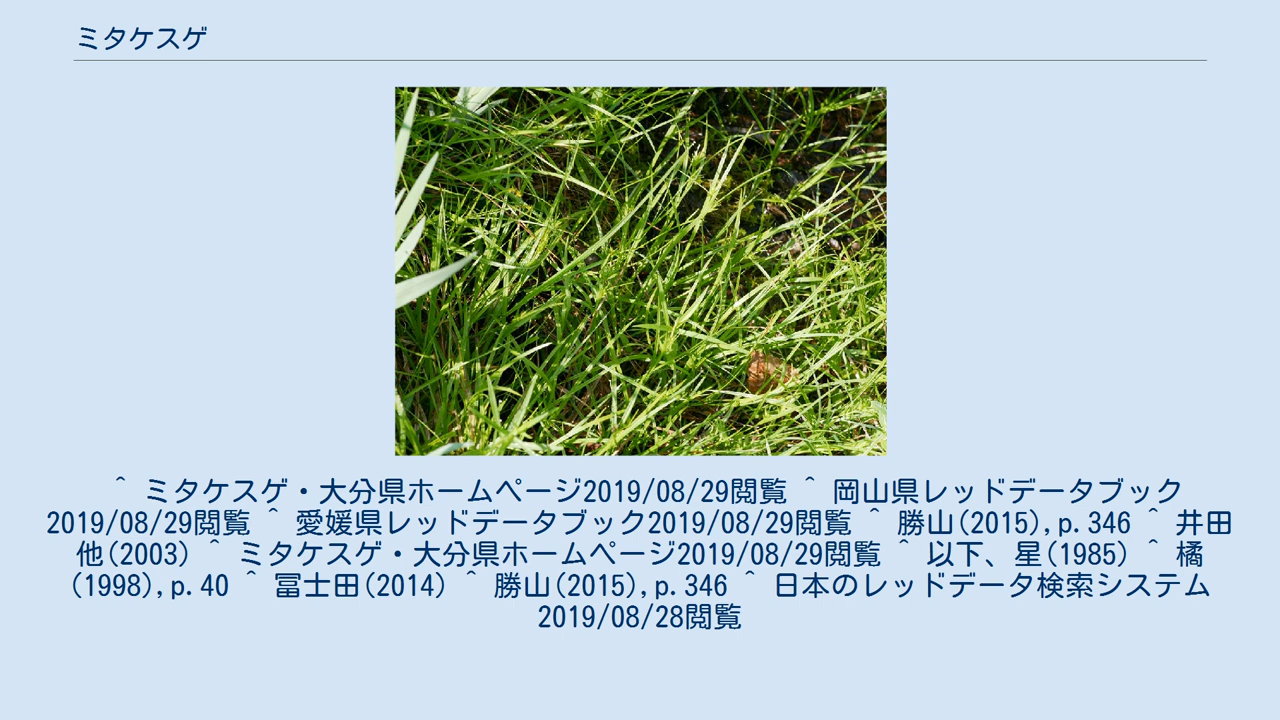 ミタケスゲ
^ ミタケスゲ・大分県ホームページ2019/08/29閲覧 ^ 岡山県レッドデータブック
2019/08/29閲覧 ^ 愛媛県レッドデータブック2019/08/29閲覧 ^ 勝山(2015),p.346 ^ 井田
他(2003) ^ ミタケスゲ・大分県ホームページ2019/08/29閲覧 ^ 以下、星(1985) ^ 橘
(1998),p.40 ^ 冨士田(2014) ^ 勝山(2015),p.346 ^ 日本のレッドデータ検索システム
2019/08/28閲覧